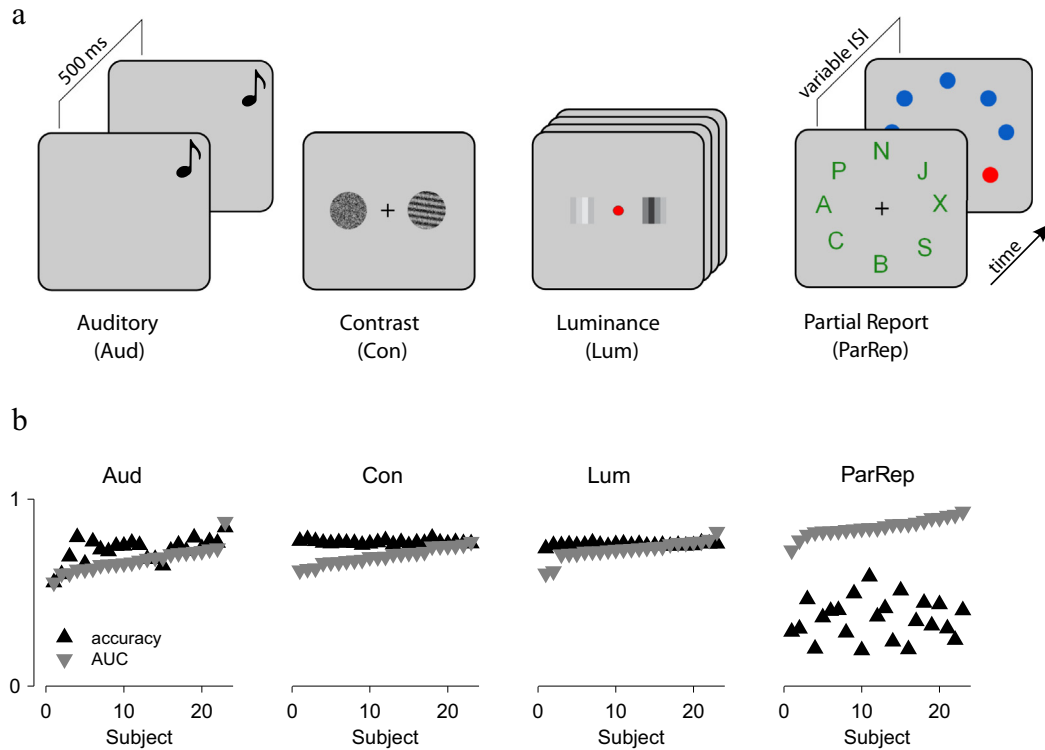 a
500 ms
variable ISI
N
P J
A X
C S
B
time
Auditory
(Aud)
Contrast
(Con)
Luminance
(Lum)
Partial Report
(ParRep)
b
Aud
Con
Lum
ParRep
1
accuracy
AUC
0
0 10 20
Subject
0 10 20
Subject
0 10 20
Subject
0 10 20
Subject